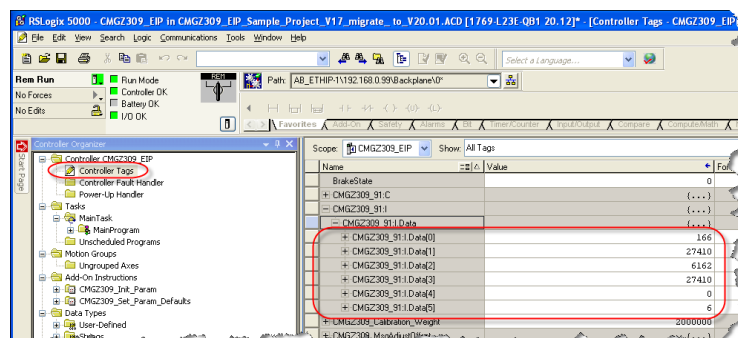 RSLogix 5000 - CMGZ309_EIP in CMGZ309_EIP_Sample_Project_V17_migrate_ to_V20.01.ACD [1769-L23E-QB1 20.12]* - [Controller Tags - CMGZ309_EIP
File Edit View Search Logic Communications Tools Window Help
Select a Language...
Rem Run
No Forces
No Edits
Run Mode
Controller OK
Battery OK
I/O OK
REM
Path: AB_ETHIP-1\192.168.0.99\Backplane\0*
Favorites Add-On Safety Alarms Bit Timer/Counter Input/Output Compare Compute/Math
Controller Organizer
Start Page
Controller CMGZ309_EIP
Controller Tags
Controller Fault Handler
Power-Up Handler
Tasks
MainTask
MainProgram
Unscheduled Programs
Motion Groups
Ungrouped Axes
Add-On Instructions
CMGZ309_Init_Param
CMGZ309_Set_Param_Defaults
Data Types
User-Defined
Strings
Scope: CMGZ309_EIP Show: All Tags
Name Value For
BrakeState 0
+ CMGZ309_91:C {...}
- CMGZ309_91:I {...}
- CMGZ309_91:I.Data {...}
+ CMGZ309_91:I.Data[0] 166
+ CMGZ309_91:I.Data[1] 27410
+ CMGZ309_91:I.Data[2] 6162
+ CMGZ309_91:I.Data[3] 27410
+ CMGZ309_91:I.Data[4] 0
+ CMGZ309_91:I.Data[5] 6
+ CMGZ309_Calibration_Weight 2000000